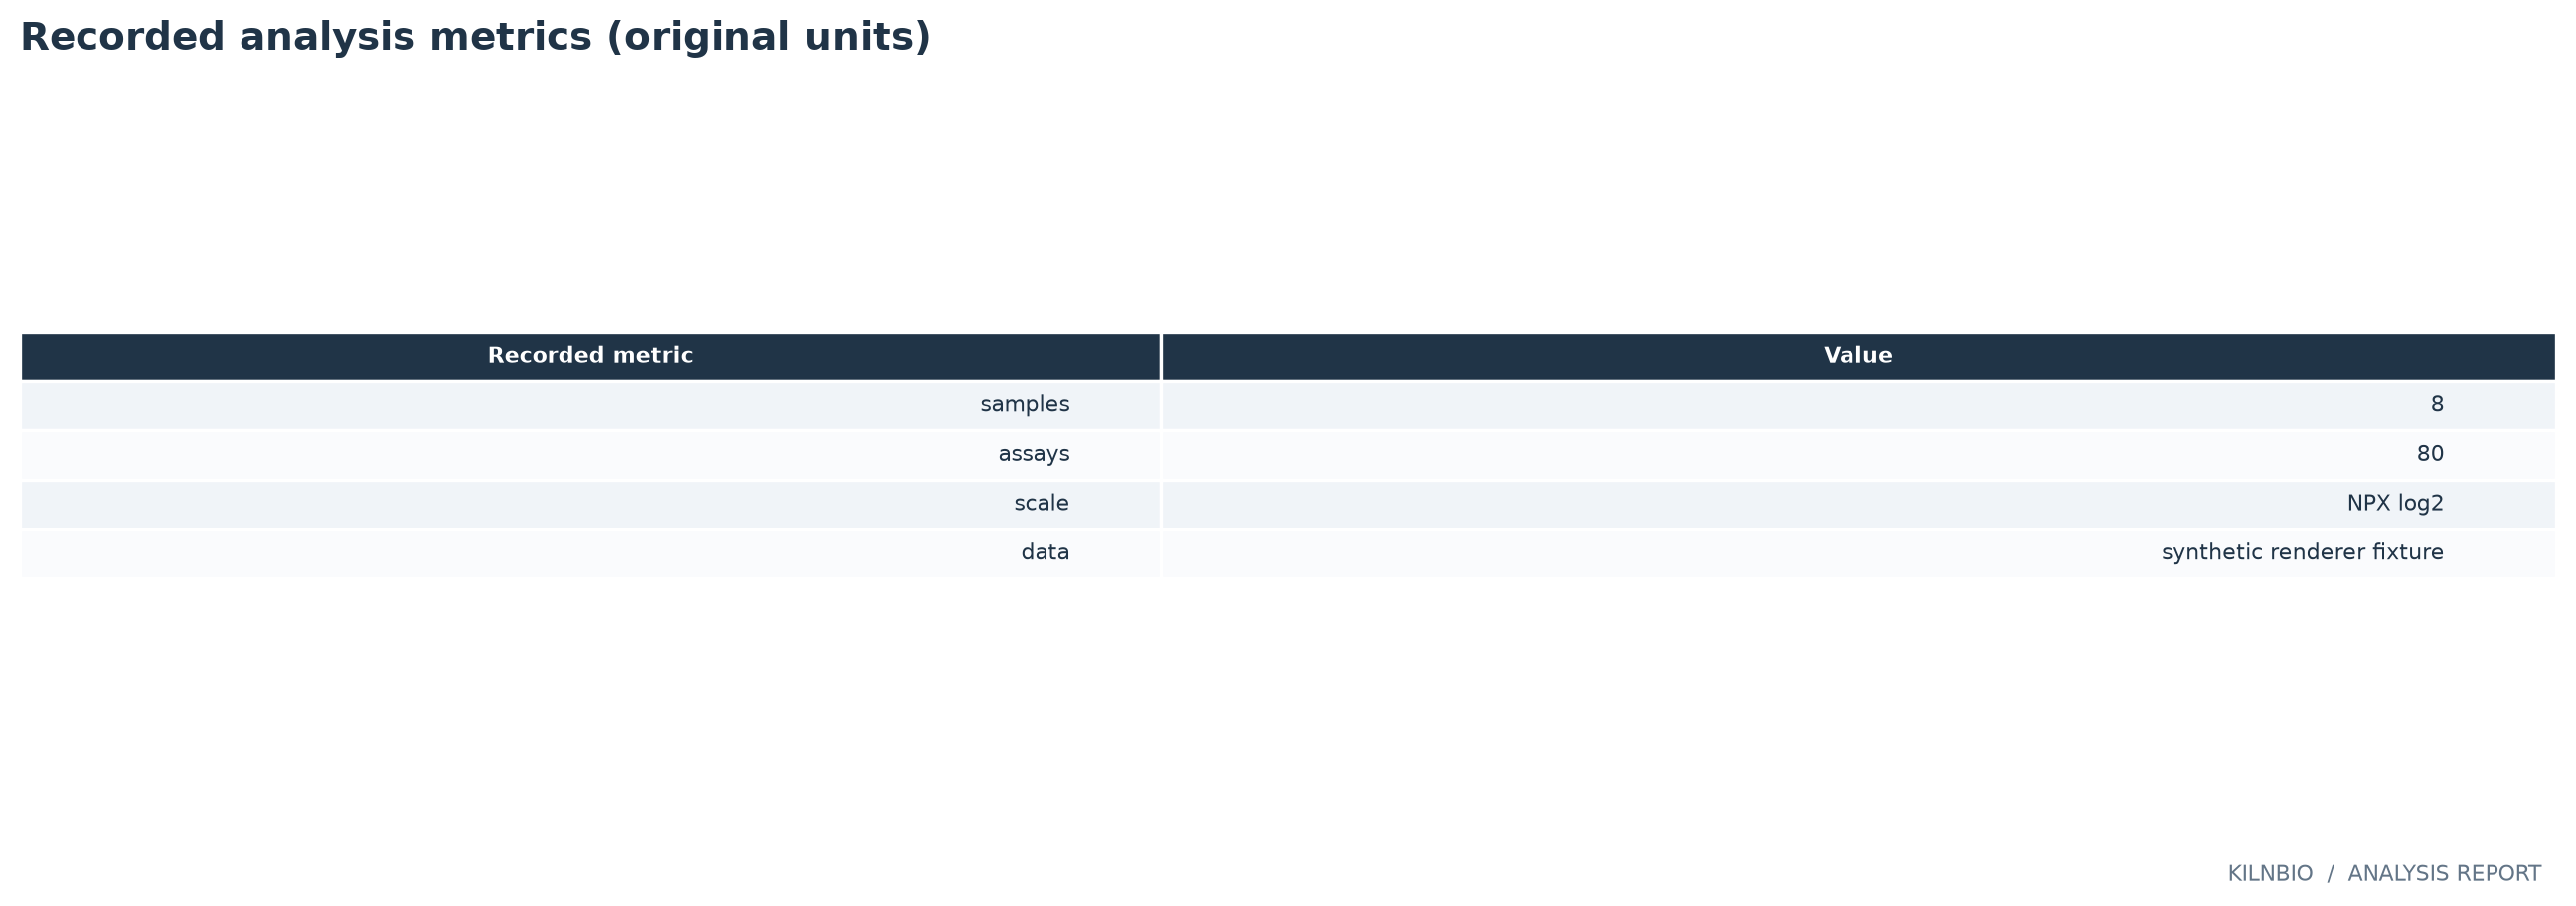 Recorded analysis metrics (original units)
Recorded metric Value
samples 8
assays 80
scale NPX log2
data synthetic renderer fixture
KILNBIO / ANALYSIS REPORT